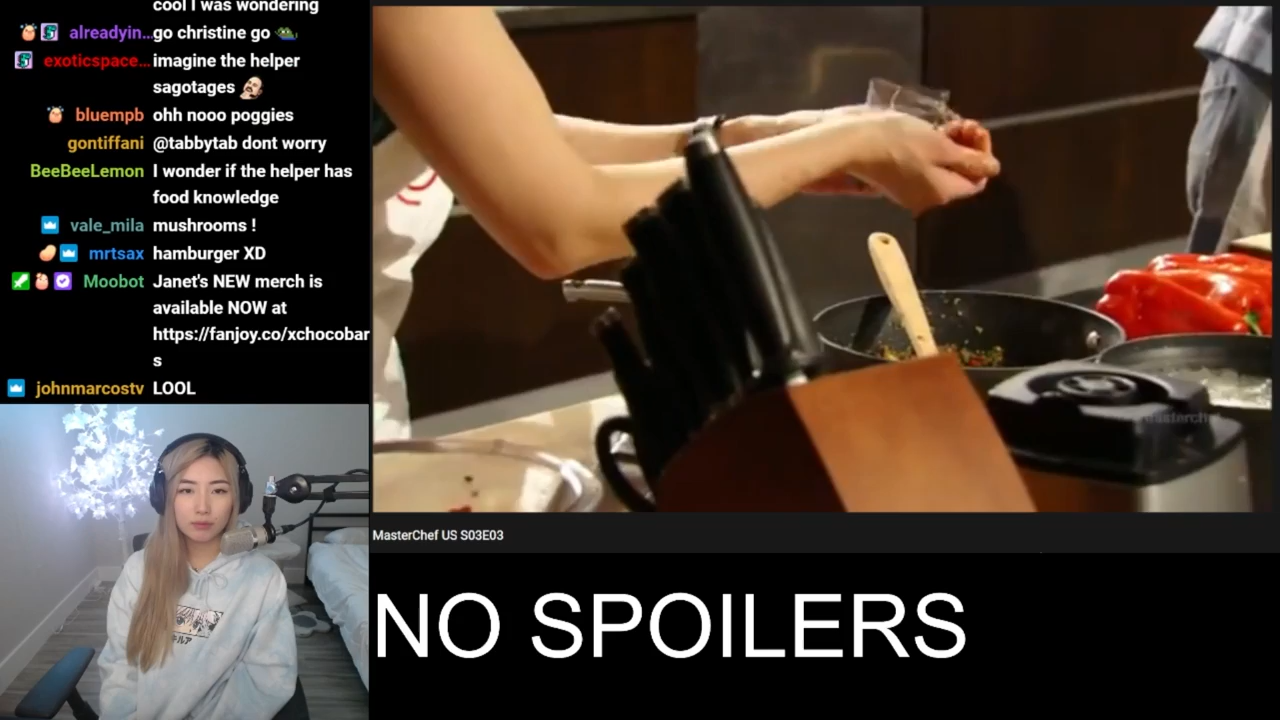 cool I was wondering
alreadyin... go christine go
exoticspace... imagine the helper
sagotages
bluempb ohh nooo poggies
gontiffani @tabbytab dont worry
BeeBeeLemon I wonder if the helper has
food knowledge
vale_mila mushrooms !
mrtsax hamburger XD
Moobot Janet's NEW merch is
available NOW at
https://fanjoy.co/xchocobar
s
johnmarcostv LOOL
MasterChef US S03E03
NO SPOILERS